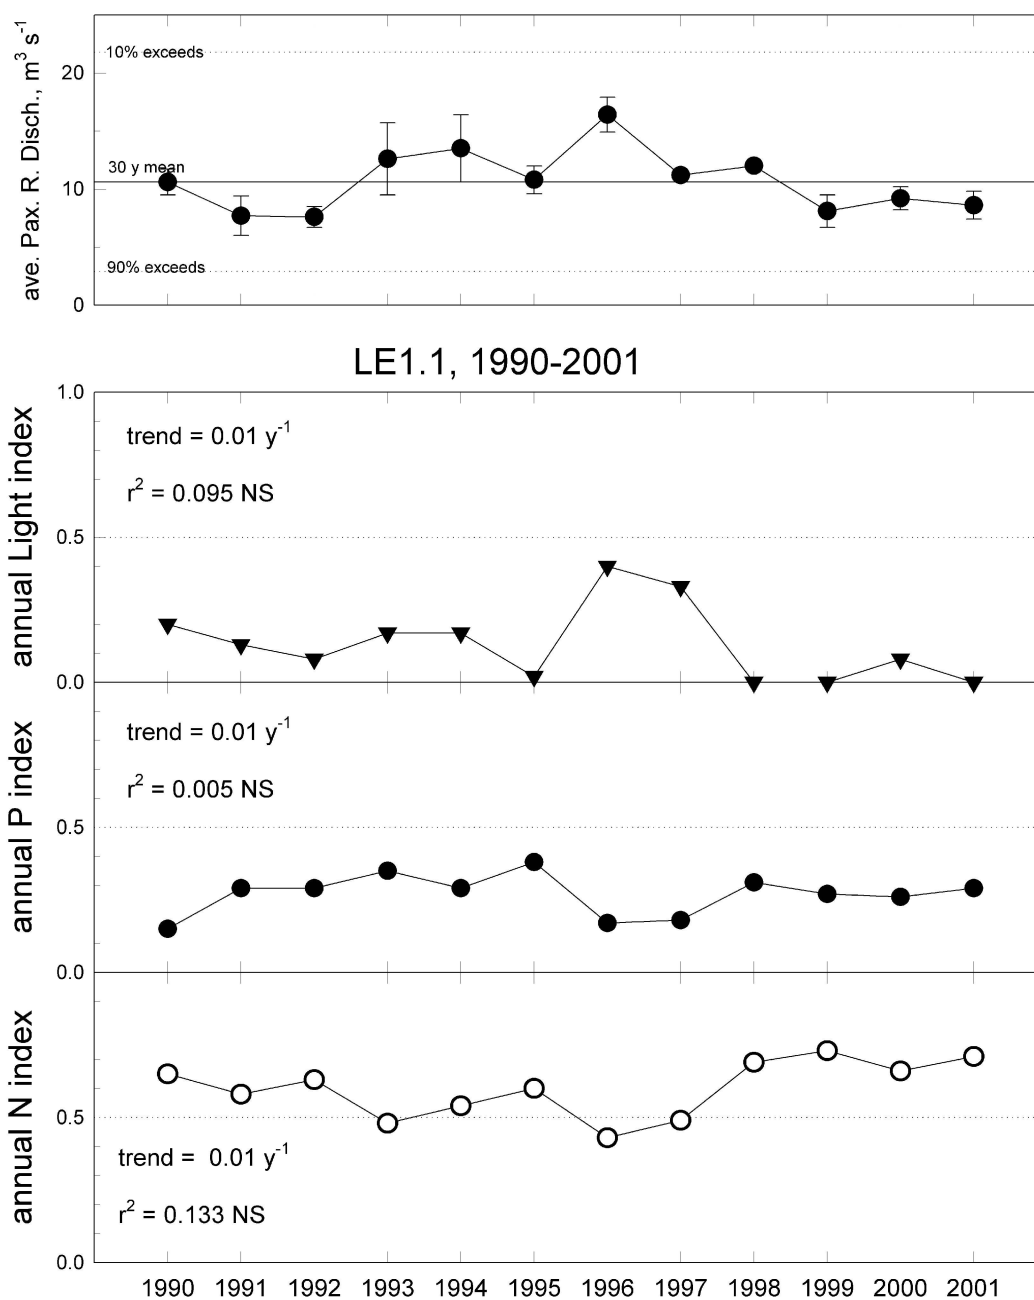 ave. Pax. R. Disch., m³ s⁻¹
20
10
0
10% exceeds
30 y mean
90% exceeds
LE1.1, 1990-2001
annual Light index
1.0
0.5
0.0
trend = 0.01 y⁻¹
r² = 0.095 NS
annual P index
0.5
0.0
trend = 0.01 y⁻¹
r² = 0.005 NS
annual N index
0.5
0.0
trend = 0.01 y⁻¹
r² = 0.133 NS
1990 1991 1992 1993 1994 1995 1996 1997 1998 1999 2000 2001